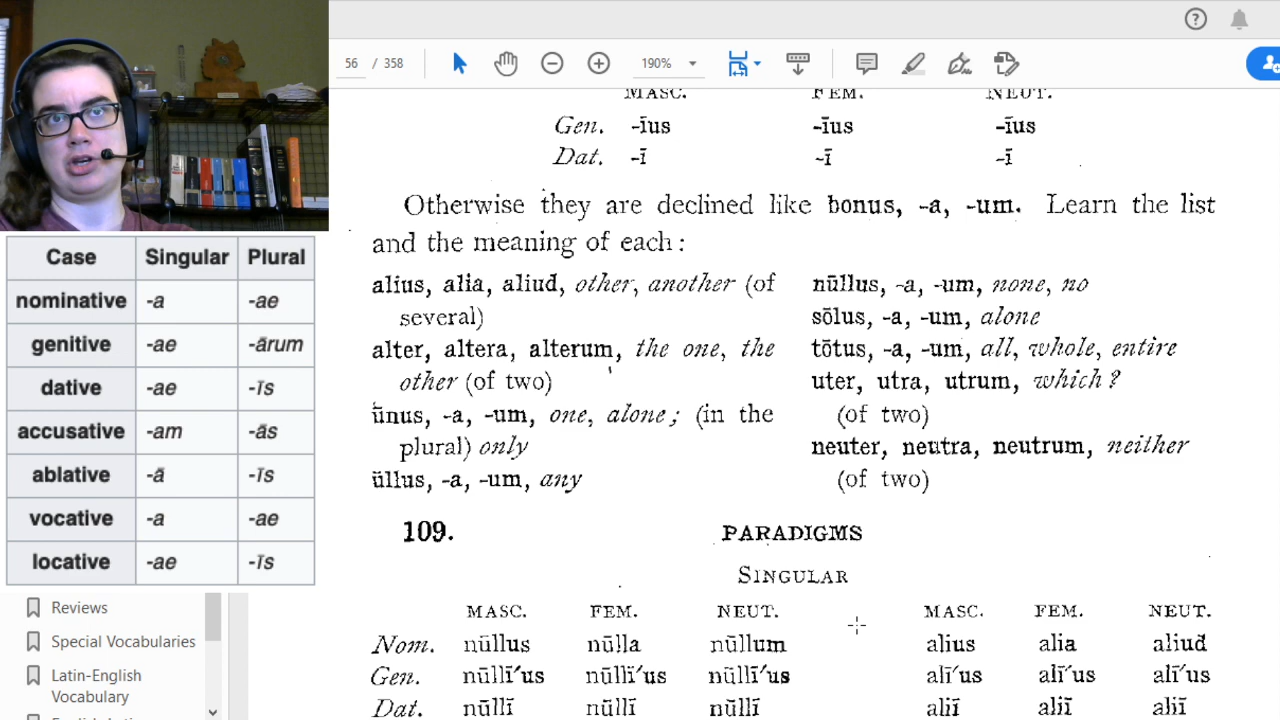 56 / 358
190%
MASC. FEM. NEUT.
Gen. -īus -īus -īus
Dat. -ī -ī -ī
Otherwise they are declined like bonus, -a, -um. Learn the list
and the meaning of each:
alius, alia, aliud, other, another (of
several)
alter, altera, alterum, the one, the
other (of two)
ūnus, -a, -um, one, alone; (in the
plural) only
ūllus, -a, -um, any
nūllus, -a, -um, none, no
sōlus, -a, -um, alone
tōtus, -a, -um, all, whole, entire
uter, utra, utrum, which?
(of two)
neuter, neutra, neutrum, neither
(of two)
109. PARADIGMS
SINGULAR
MASC. FEM. NEUT. MASC. FEM. NEUT.
Nom. nūllus nūlla nūllum alius alia aliud
Gen. nūllī′us nūllī′us nūllī′us alī′us alī′us alī′us
Dat. nūllī nūllī nūllī aliī aliī aliī
Case Singular Plural
nominative -a -ae
genitive -ae -ārum
dative -ae -īs
accusative -am -ās
ablative -ā -īs
vocative -a -ae
locative -ae -īs
Reviews
Special Vocabularies
Latin-English
Vocabulary